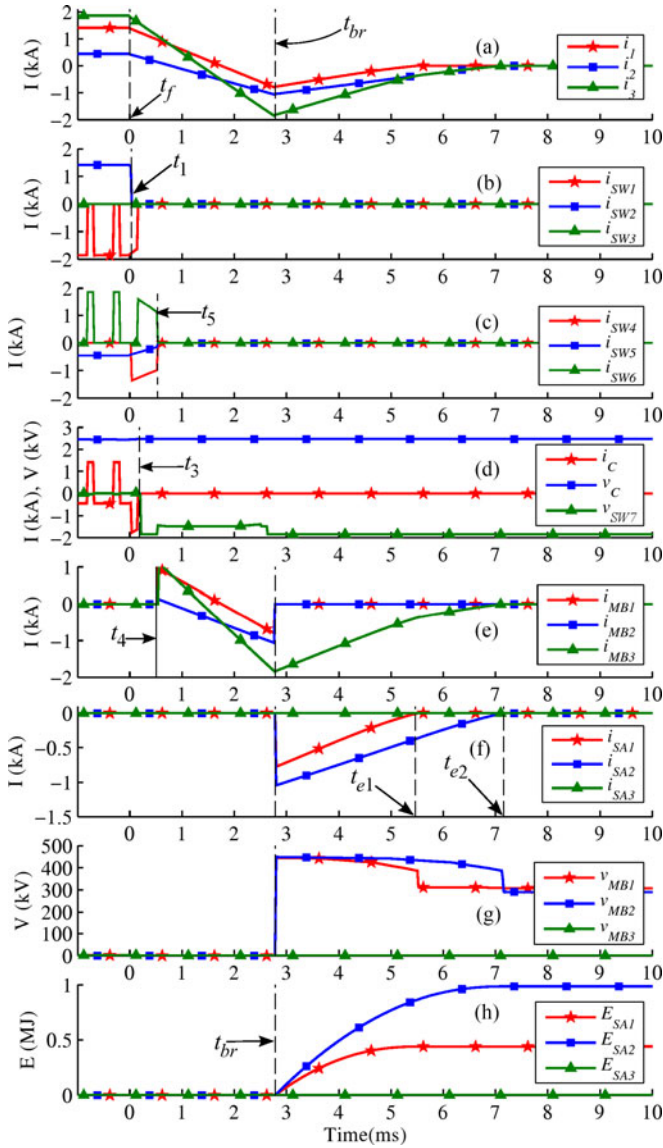 I (kA)
2
1
0
−1
−2
t_br
t_f
(a)
i_1
i_2
i_3
0 1 2 3 4 5 6 7 8 9 10
I (kA)
2
1
0
−1
−2
t_1
(b)
i_SW1
i_SW2
i_SW3
0 1 2 3 4 5 6 7 8 9 10
I (kA)
2
1
0
−1
−2
t_5
(c)
i_SW4
i_SW5
i_SW6
0 1 2 3 4 5 6 7 8 9 10
I (kA), V (kV)
3
2
1
0
−1
−2
t_3
(d)
i_C
v_C
v_SW7
0 1 2 3 4 5 6 7 8 9 10
I (kA)
1
0
−1
−2
t_4
(e)
i_MB1
i_MB2
i_MB3
0 1 2 3 4 5 6 7 8 9 10
I (kA)
0
−0.5
−1
−1.5
t_e1
(f)
t_e2
i_SA1
i_SA2
i_SA3
0 1 2 3 4 5 6 7 8 9 10
V (kV)
500
400
300
200
100
0
(g)
v_MB1
v_MB2
v_MB3
0 1 2 3 4 5 6 7 8 9 10
E (MJ)
1
0.5
0
t_br
(h)
E_SA1
E_SA2
E_SA3
0 1 2 3 4 5 6 7 8 9 10
Time(ms)